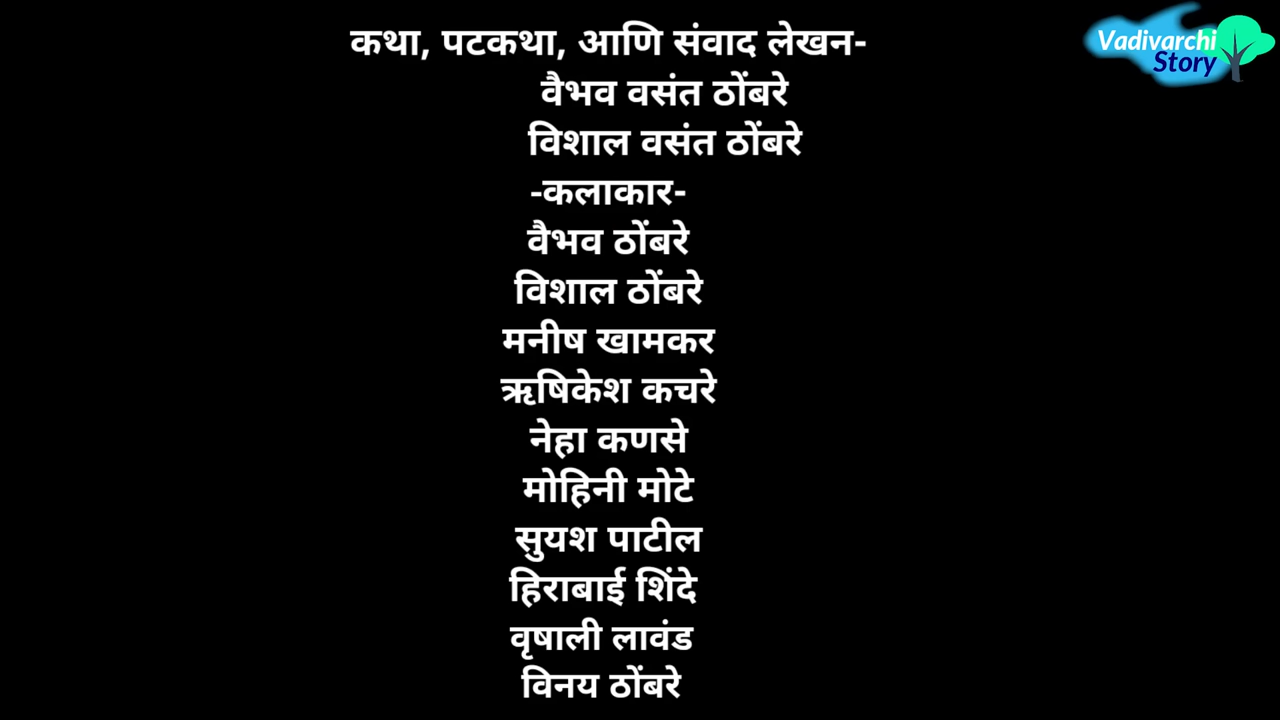 कथा, पटकथा, आणि संवाद लेखन-
वैभव वसंत ठोंबरे
विशाल वसंत ठोंबरे
-कलाकार-
वैभव ठोंबरे
विशाल ठोंबरे
मनीष खामकर
ऋषिकेश कचरे
नेहा कणसे
मोहिनी मोटे
सुयश पाटील
हिराबाई शिंदे
वृषाली लावंड
विनय ठोंबरे
Vadivarchi
Story